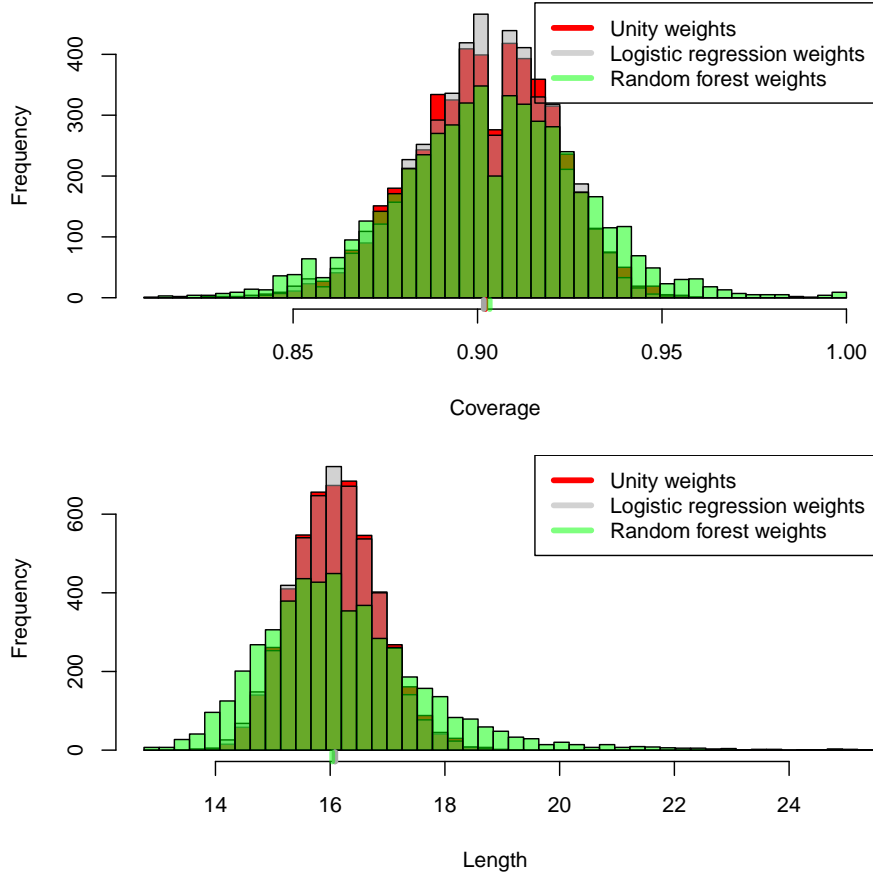 Unity weights
Logistic regression weights
Random forest weights
Frequency
0 100 200 300 400
0.85 0.90 0.95 1.00
Coverage
Unity weights
Logistic regression weights
Random forest weights
Frequency
0 200 400 600
14 16 18 20 22 24
Length